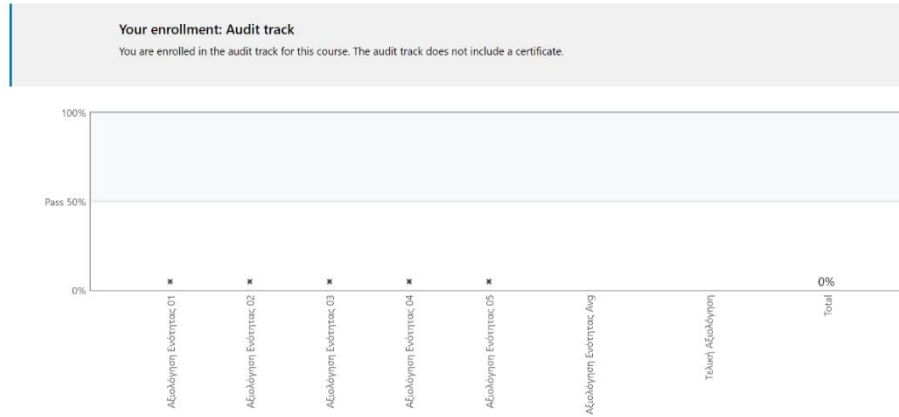 Your enrollment: Audit track
You are enrolled in the audit track for this course. The audit track does not include a certificate.
100%
Pass 50%
0%
0%
Αξιολόγηση Ενότητας 01
Αξιολόγηση Ενότητας 02
Αξιολόγηση Ενότητας 03
Αξιολόγηση Ενότητας 04
Αξιολόγηση Ενότητας 05
Αξιολόγηση Ενότητας Avg
Τελική Αξιολόγηση
Total